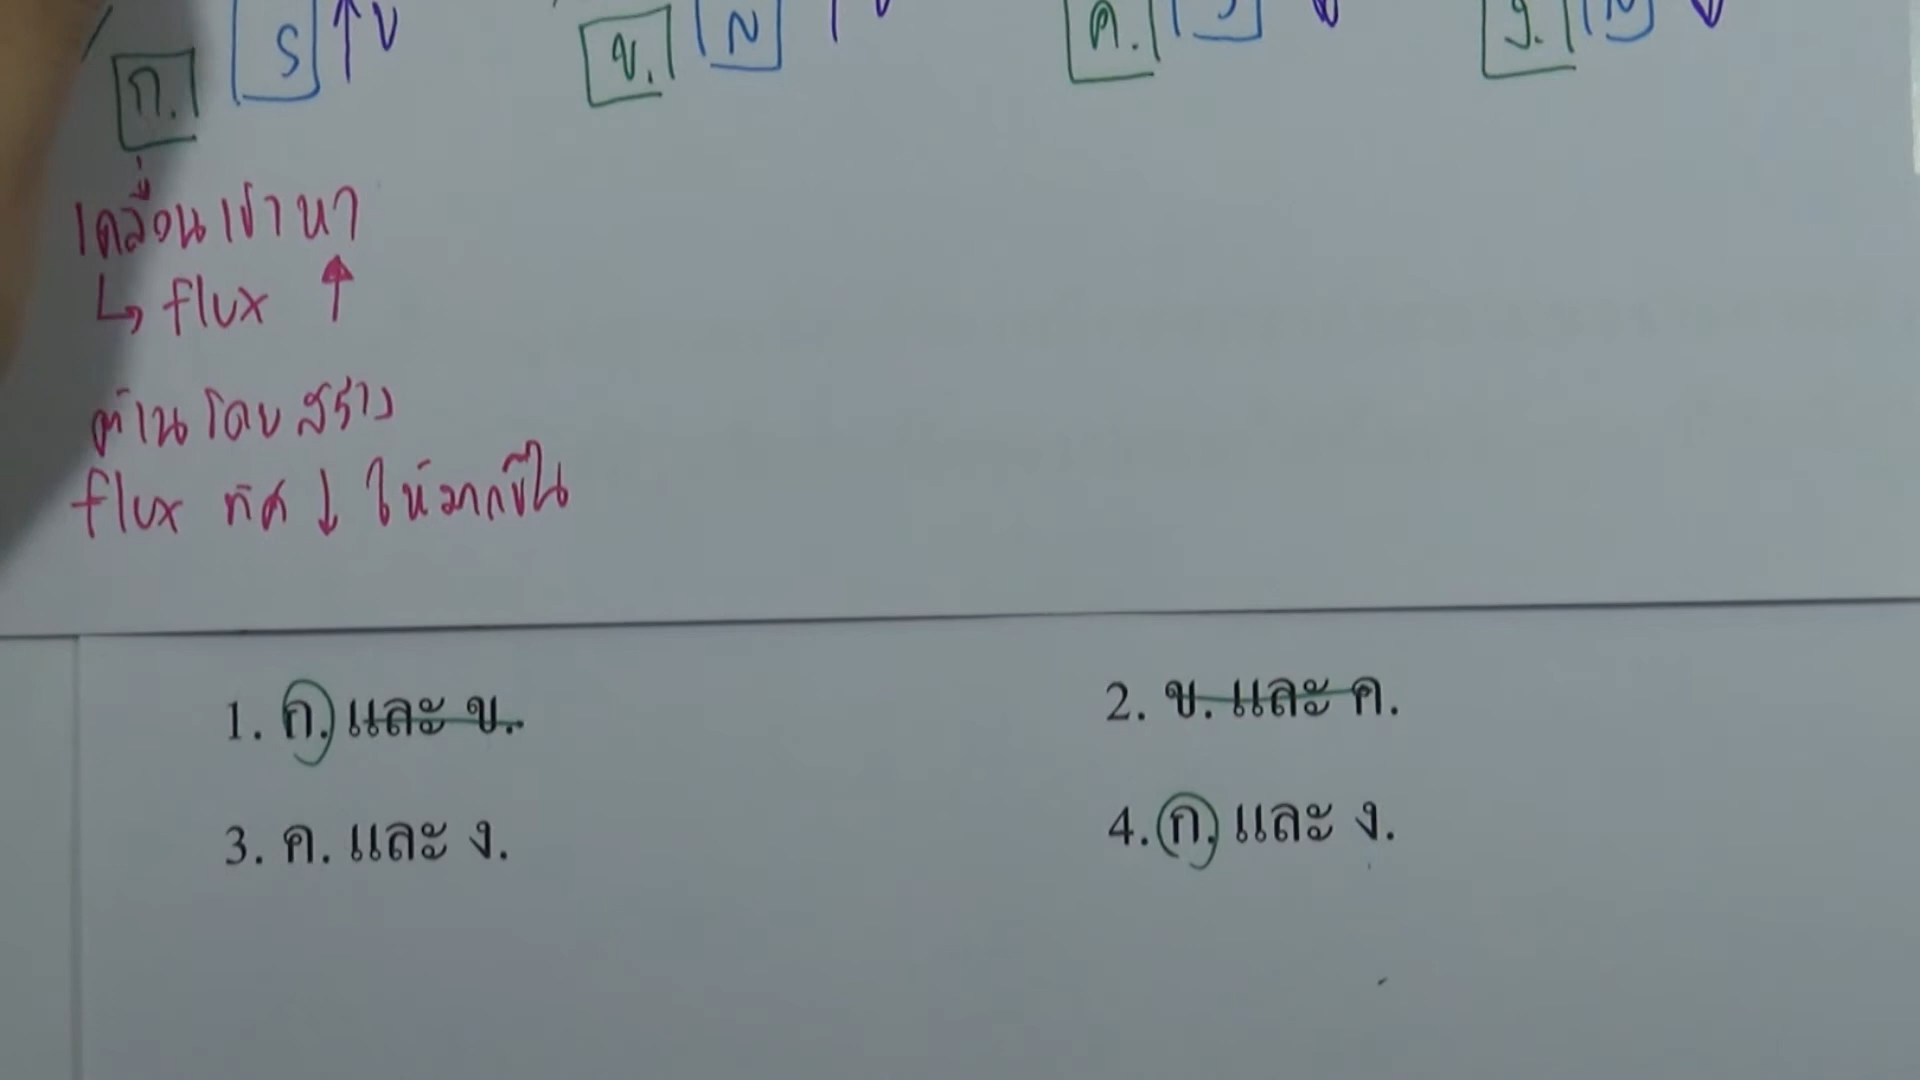 ก. S ↑v ข. N ↑v ค. ง. N
เคลื่อนเข้าหา
↳ flux ↑
ต้านโดยสร้าง
flux ทิศ ↓ ให้มากขึ้น
1. ก. และ ข.
2. ข. และ ค.
3. ค. และ ง.
4. ก. และ ง.